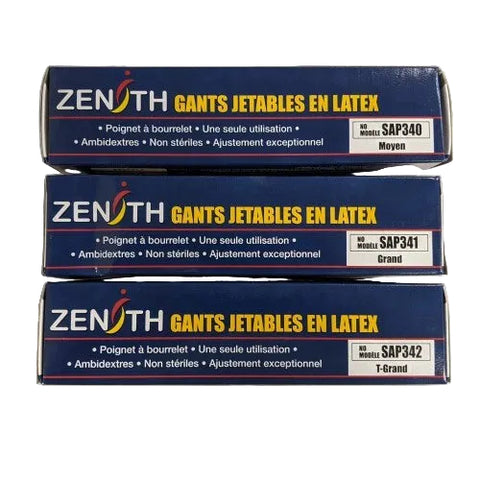 ZENITH GANTS JETABLES EN LATEX
• Poignet à bourrelet • Une seule utilisation •
• Ambidextres • Non stériles • Ajustement exceptionnel
NO MODÈLE SAP340
Moyen
ZENITH GANTS JETABLES EN LATEX
• Poignet à bourrelet • Une seule utilisation •
• Ambidextres • Non stériles • Ajustement exceptionnel
NO MODÈLE SAP341
Grand
ZENITH GANTS JETABLES EN LATEX
• Poignet à bourrelet • Une seule utilisation •
• Ambidextres • Non stériles • Ajustement exceptionnel
NO MODÈLE SAP342
T-Grand